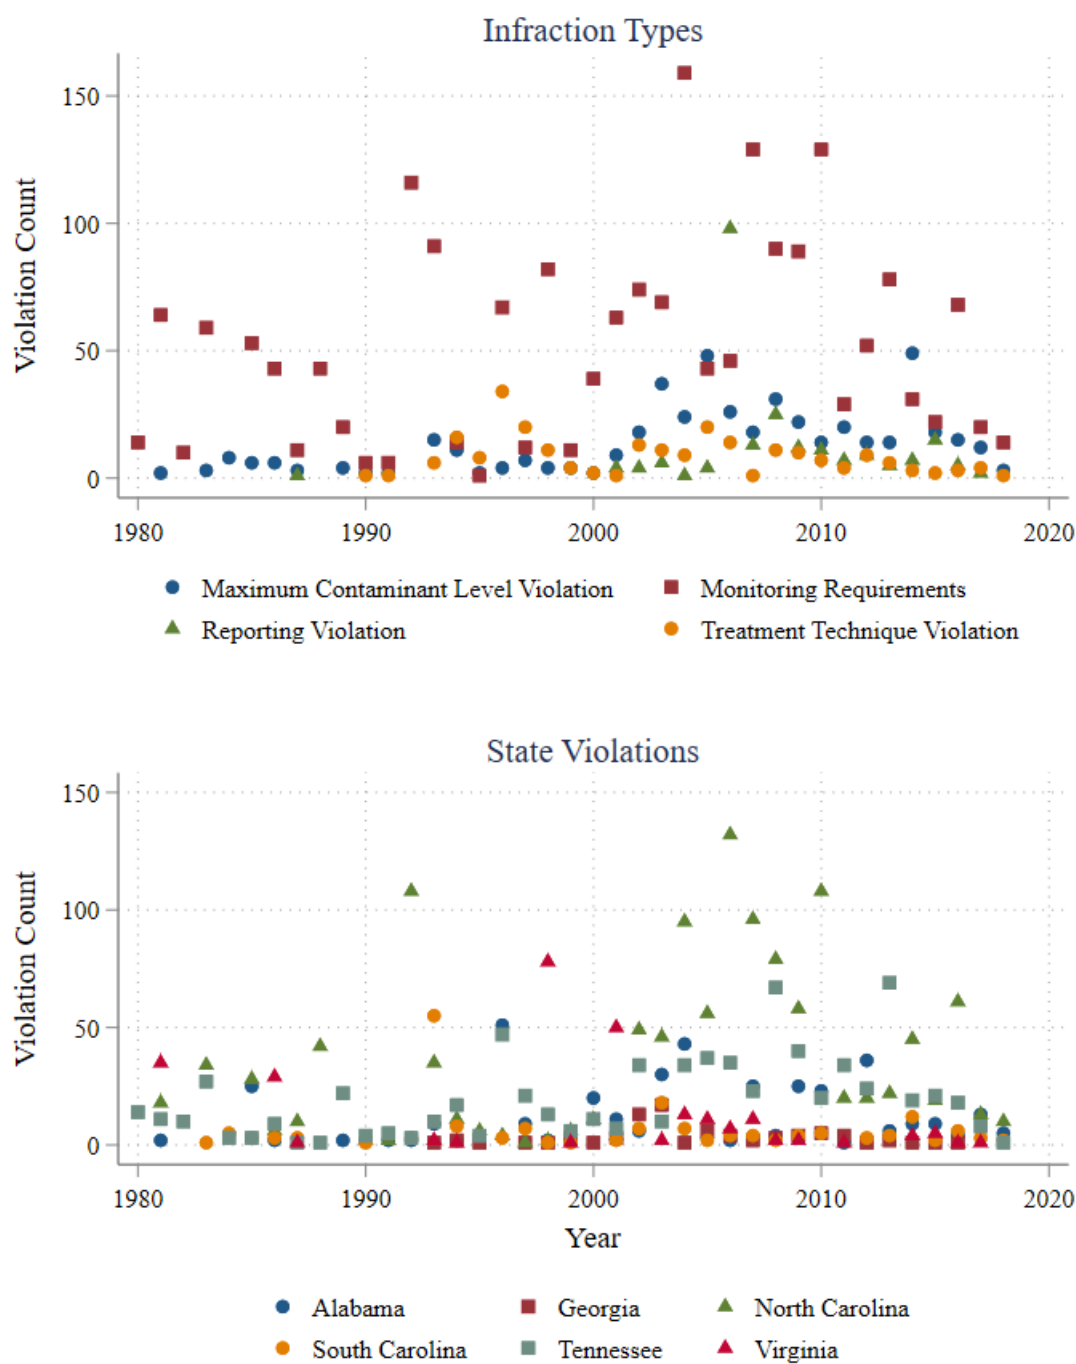 Infraction Types
Violation Count
150
100
50
0
1980 1990 2000 2010 2020
Maximum Contaminant Level Violation Monitoring Requirements
Reporting Violation Treatment Technique Violation
State Violations
Violation Count
150
100
50
0
1980 1990 2000 2010 2020
Year
Alabama Georgia North Carolina
South Carolina Tennessee Virginia